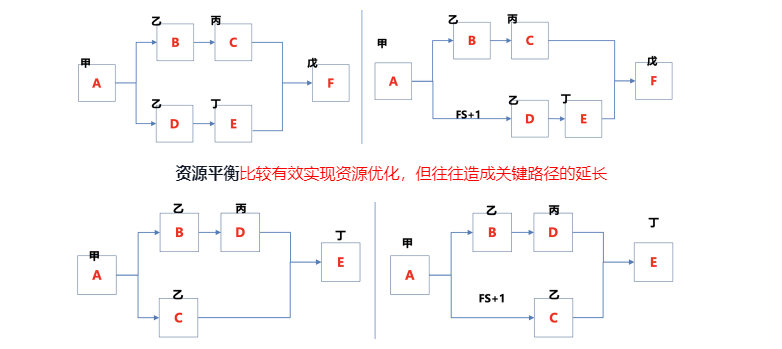 乙 丙
B C
甲 戊
A F
乙 丁
D E
乙 丙
B C
甲 戊
A F
FS+1 乙 丁
D E
资源平衡比较有效实现资源优化，但往往造成关键路径的延长
乙 丙
B D
甲 丁
A E
乙
C
乙 丙
B D
甲 丁
A E
FS+1 乙
C